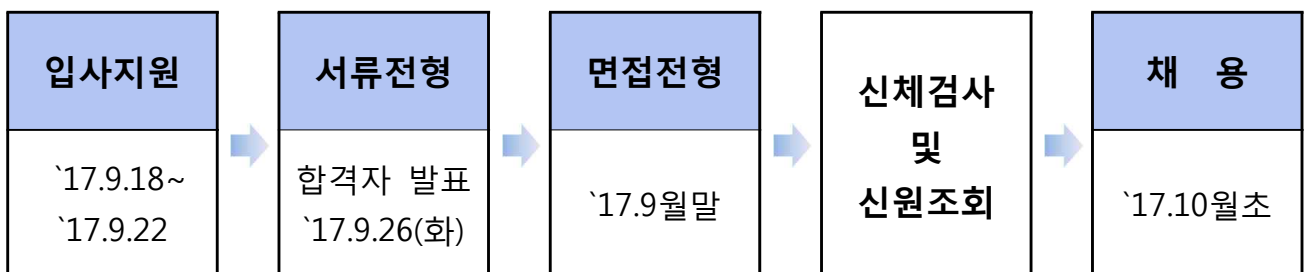 입사지원
`17.9.18~
`17.9.22
서류전형
합격자 발표
`17.9.26(화)
면접전형
`17.9월말
신체검사
및
신원조회
채 용
`17.10월초